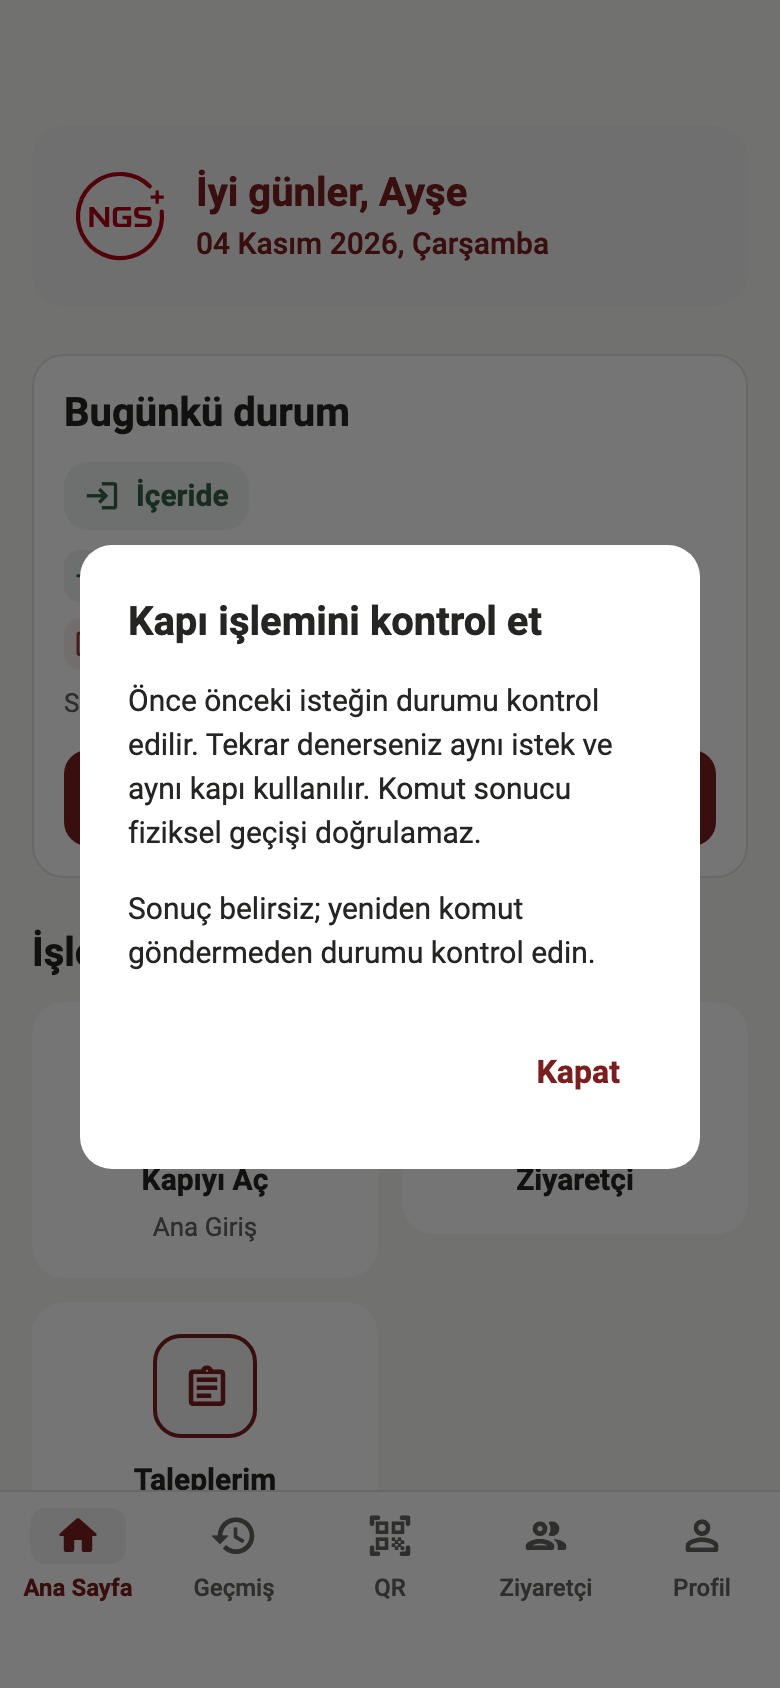 NGS+
İyi günler, Ayşe
04 Kasım 2026, Çarşamba
Bugünkü durum
İçeride
Kapı işlemini kontrol et
Önce önceki isteğin durumu kontrol
edilir. Tekrar denerseniz aynı istek ve
aynı kapı kullanılır. Komut sonucu
fiziksel geçişi doğrulamaz.
Sonuç belirsiz; yeniden komut
göndermeden durumu kontrol edin.
Kapat
Kapıyı Aç
Ziyaretçi
Ana Giriş
Taleplerim
Ana Sayfa
Geçmiş
QR
Ziyaretçi
Profil